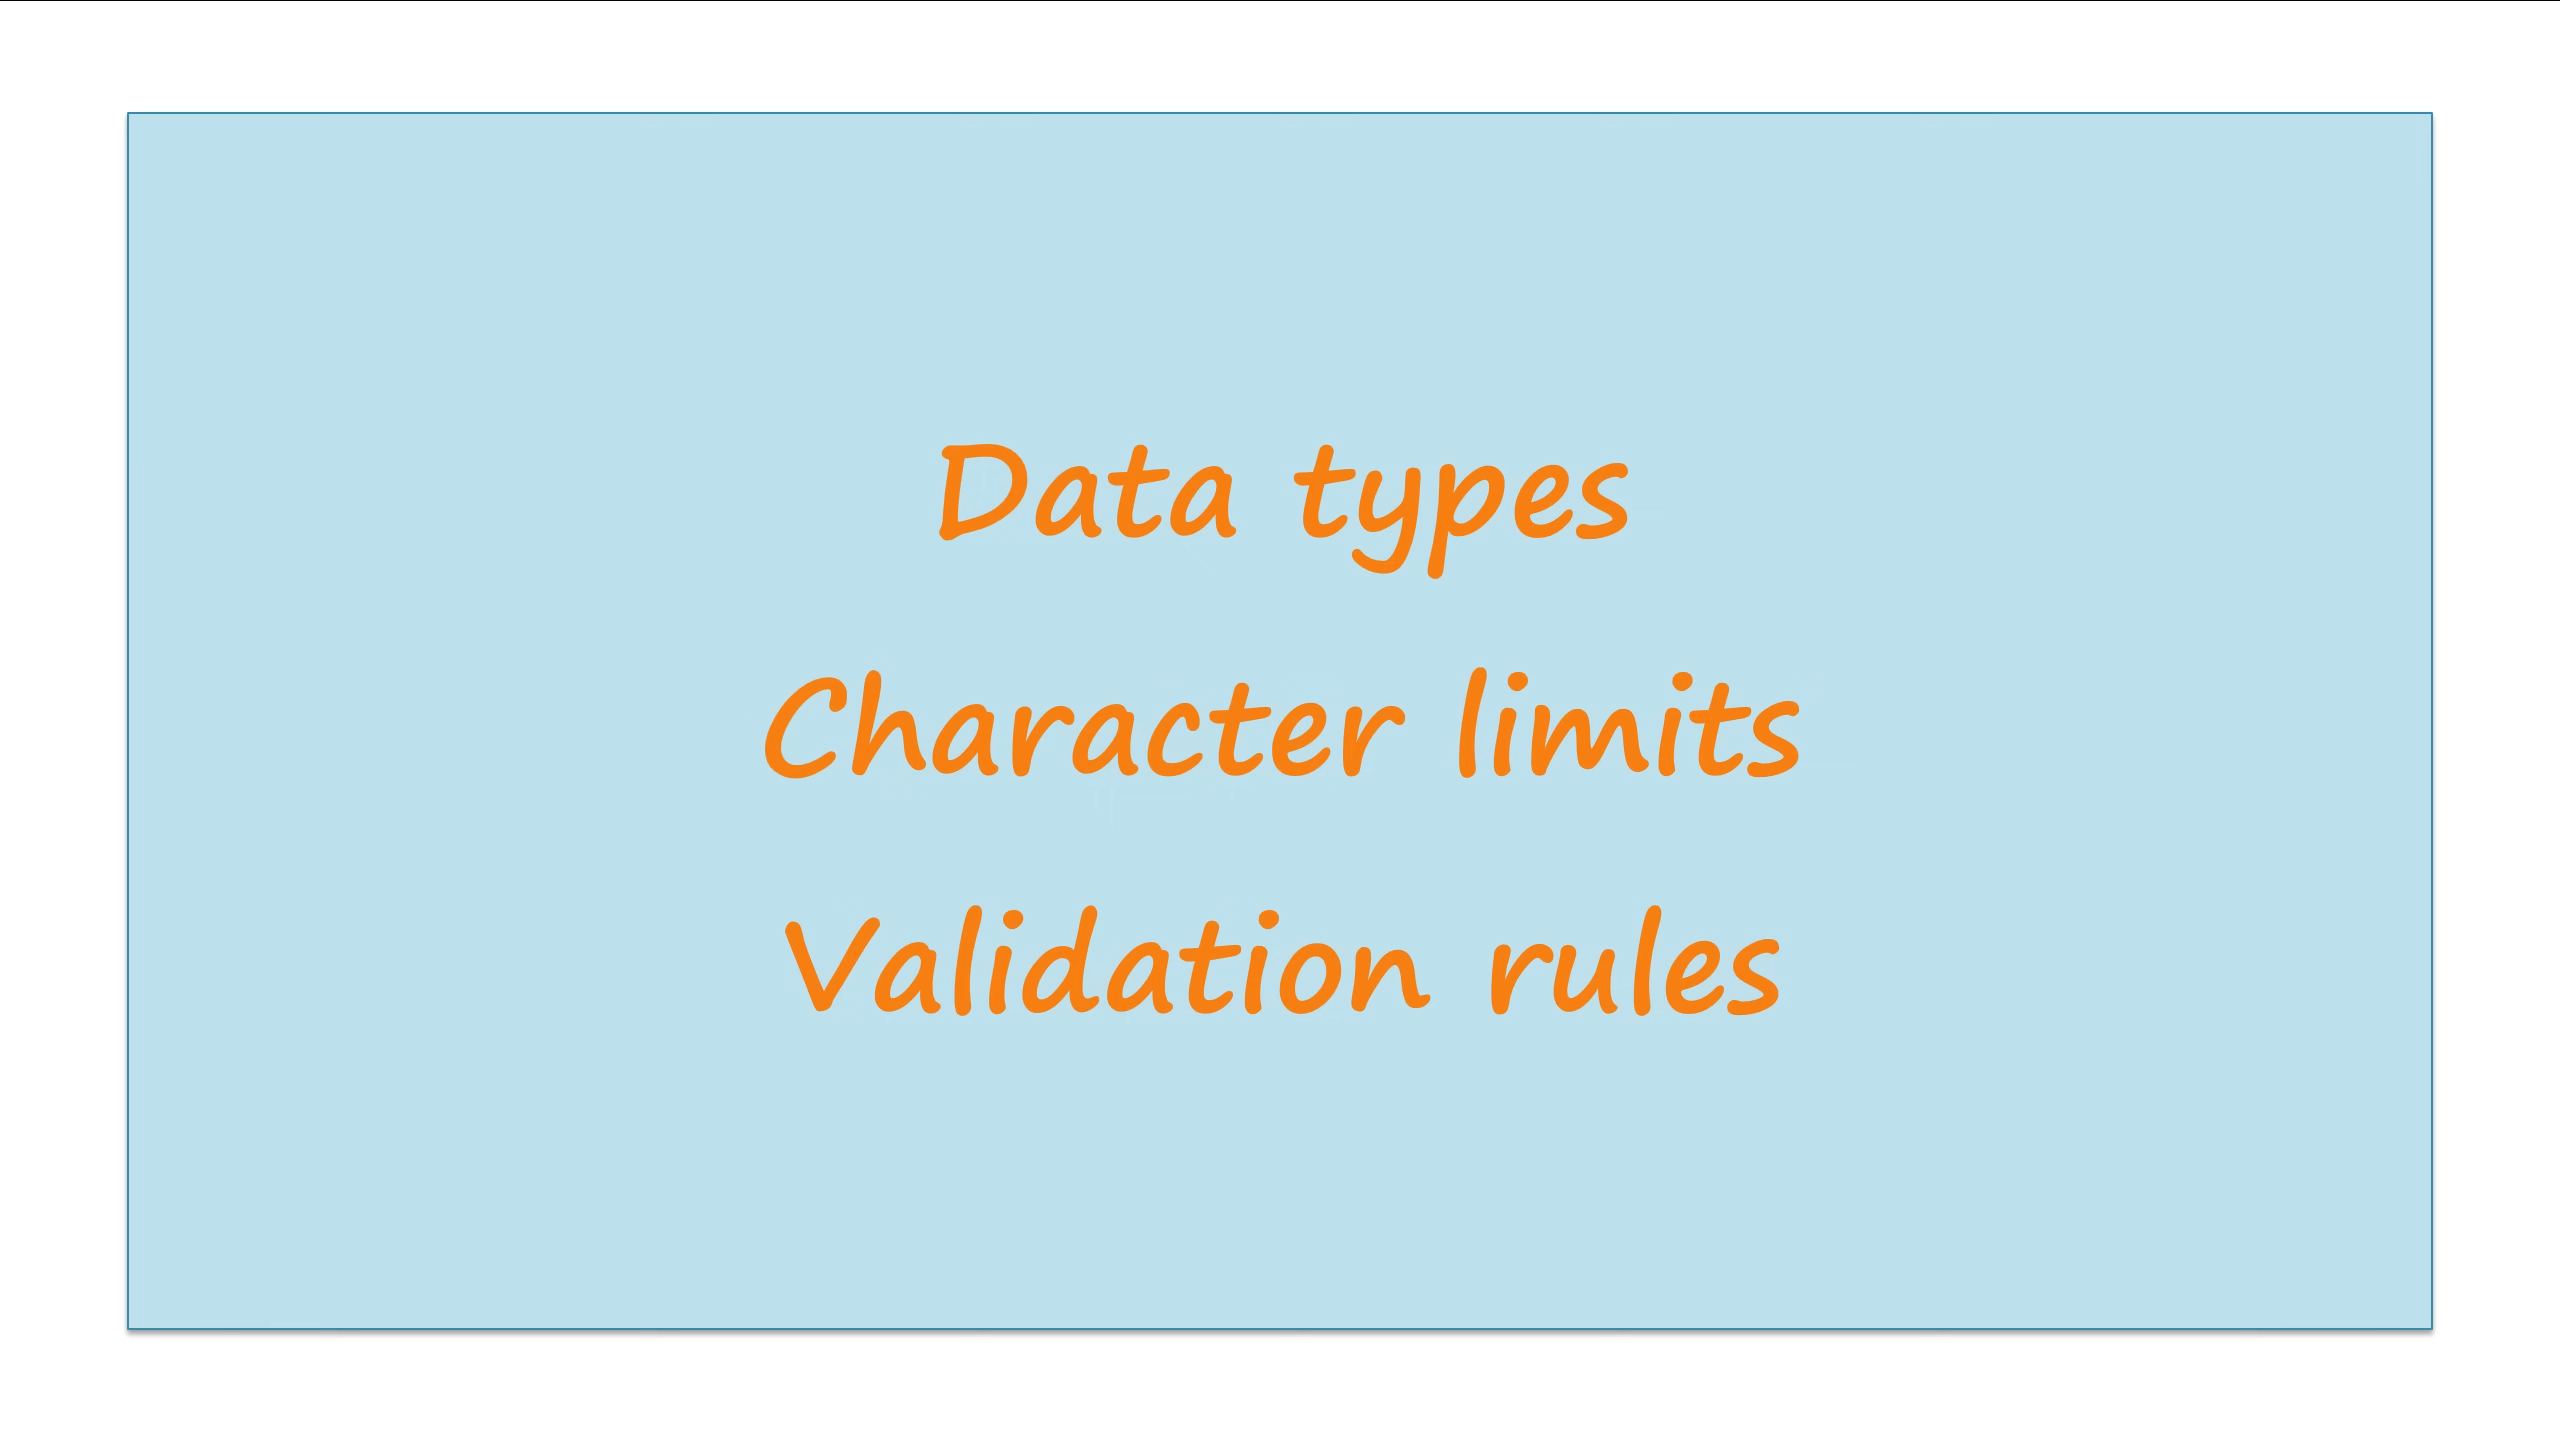 Data types
Character limits
Validation rules